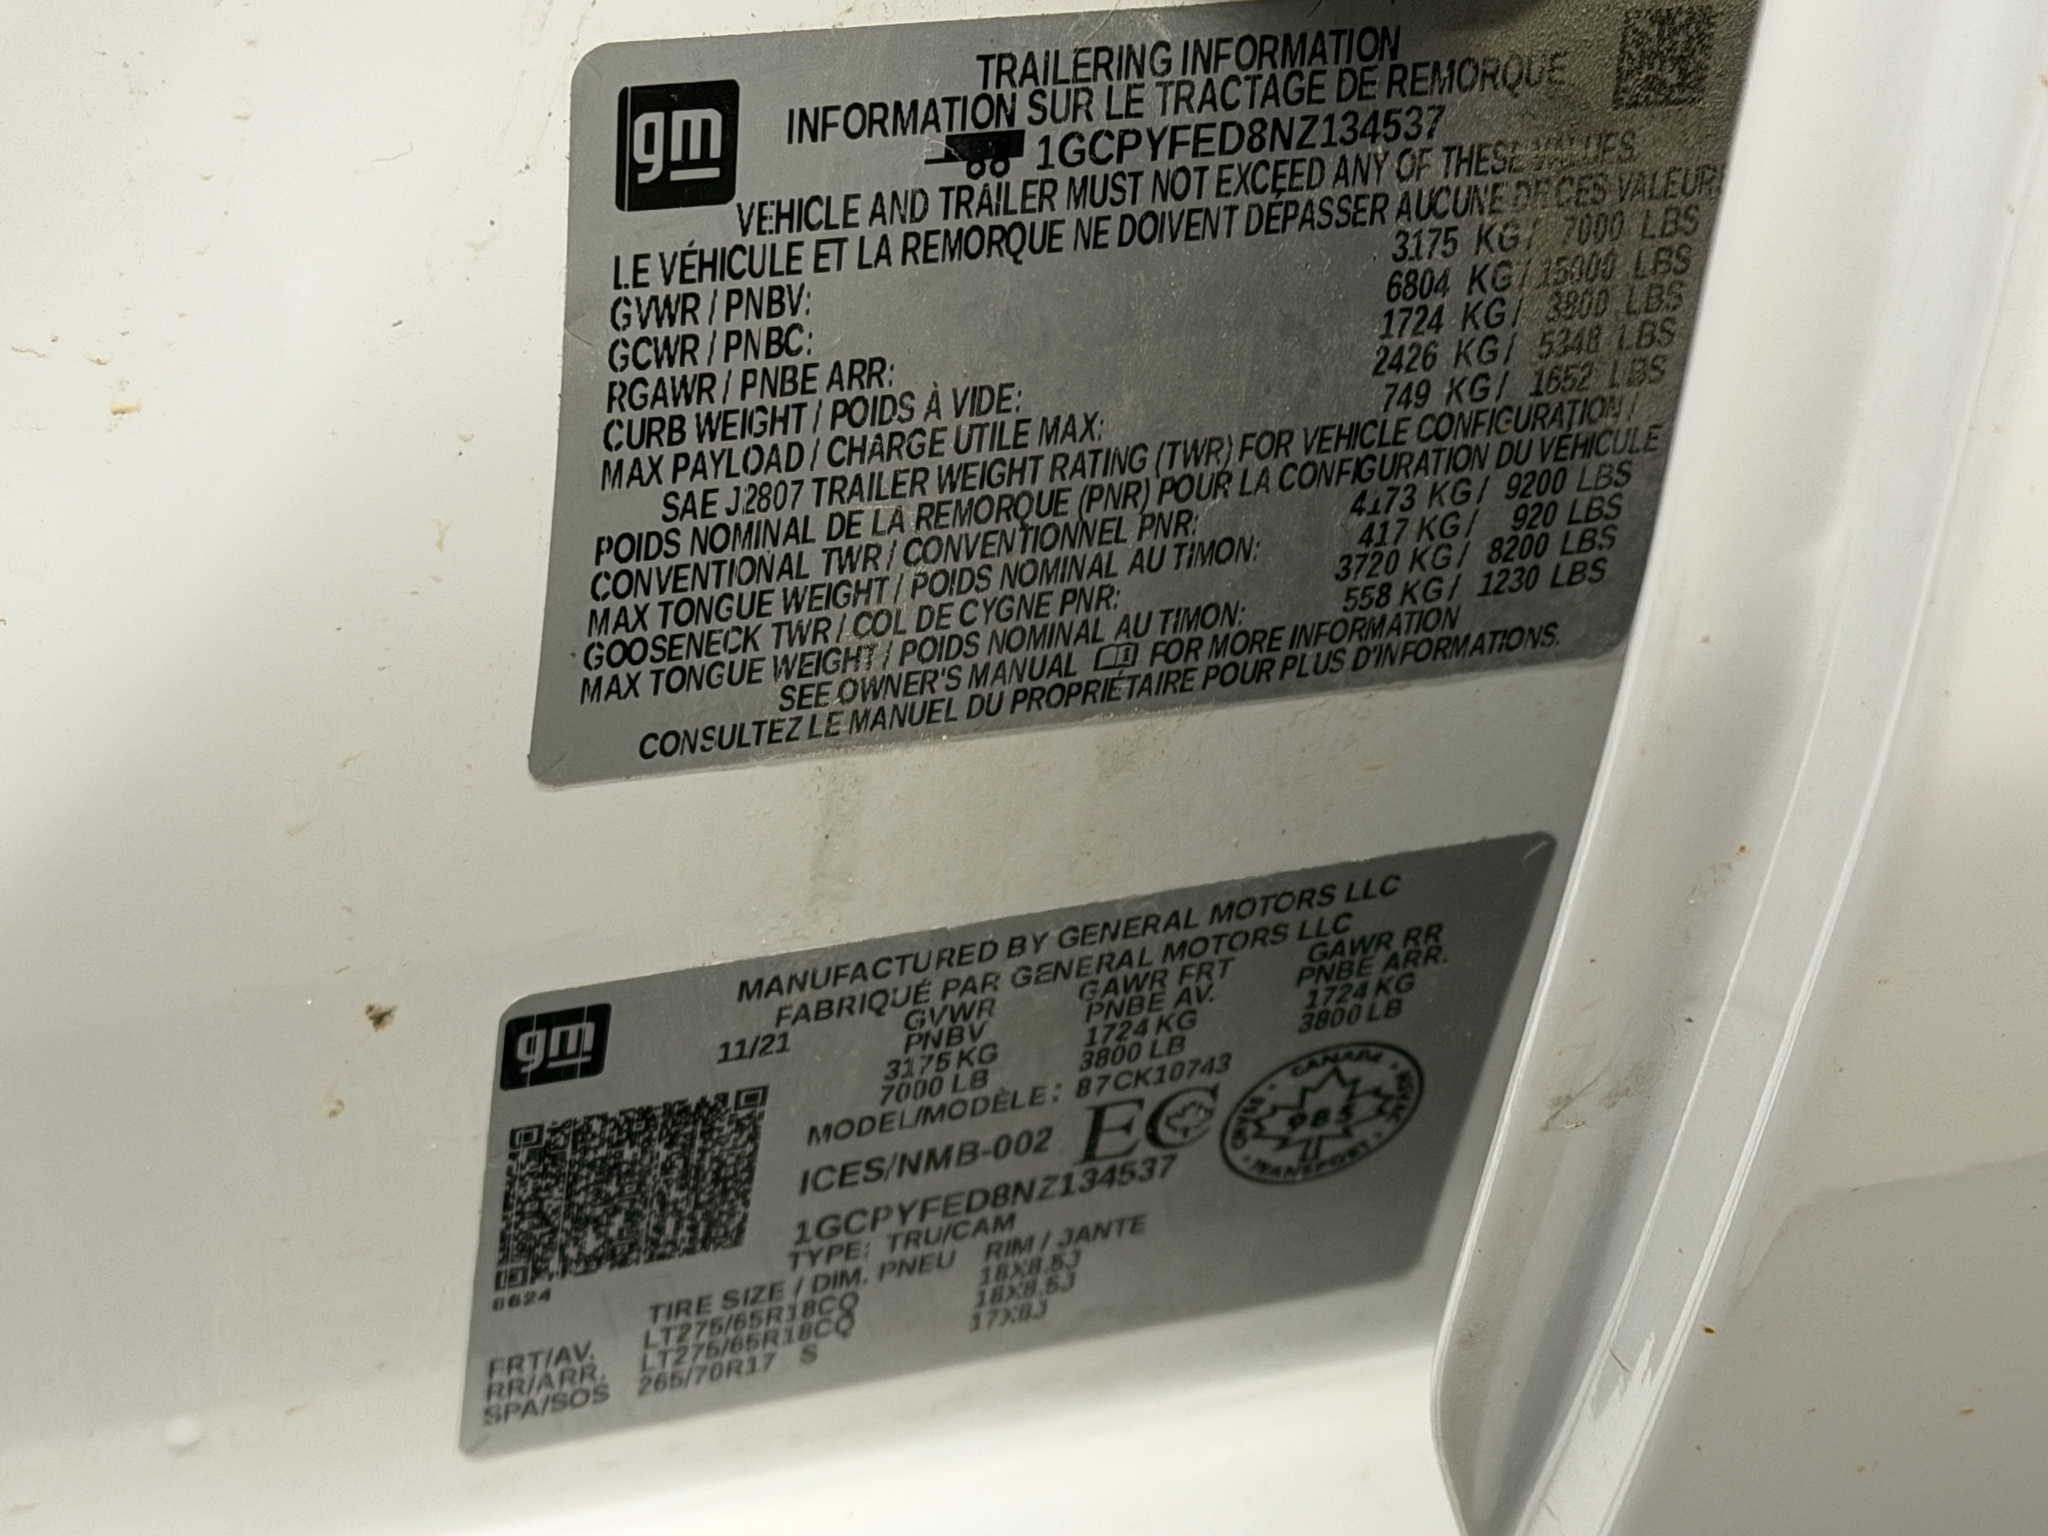 gm
TRAILERING INFORMATION
INFORMATION SUR LE TRACTAGE DE REMORQUE
1GCPYFED8NZ134537
VEHICLE AND TRAILER MUST NOT EXCEED ANY OF THESE VALUES.
LE VÉHICULE ET LA REMORQUE NE DOIVENT DÉPASSER AUCUNE DE CES VALEURS
GVWR / PNBV: 3175 KG / 7000 LBS
GCWR / PNBC: 6804 KG / 15000 LBS
RGAWR / PNBE ARR: 1724 KG / 3800 LBS
CURB WEIGHT / POIDS À VIDE: 2426 KG / 5348 LBS
MAX PAYLOAD / CHARGE UTILE MAX: 749 KG / 1652 LBS
SAE J2807 TRAILER WEIGHT RATING (TWR) FOR VEHICLE CONFIGURATION /
POIDS NOMINAL DE LA REMORQUE (PNR) POUR LA CONFIGURATION DU VÉHICULE
CONVENTIONAL TWR / CONVENTIONNEL PNR: 4173 KG / 9200 LBS
MAX TONGUE WEIGHT / POIDS NOMINAL AU TIMON: 417 KG / 920 LBS
GOOSENECK TWR / COL DE CYGNE PNR: 3720 KG / 8200 LBS
MAX TONGUE WEIGHT / POIDS NOMINAL AU TIMON: 558 KG / 1230 LBS
SEE OWNER'S MANUAL FOR MORE INFORMATION
CONSULTEZ LE MANUEL DU PROPRIÉTAIRE POUR PLUS D'INFORMATIONS.
gm
MANUFACTURED BY GENERAL MOTORS LLC
FABRIQUÉ PAR GENERAL MOTORS LLC
11/21 GVWR GAWR FRT GAWR RR
PNBV PNBE AV. PNBE ARR.
3175 KG 1724 KG 1724 KG
7000 LB 3800 LB 3800 LB
MODEL/MODÈLE: 87CK10743
ICES/NMB-002 EC
CANADA TRANSPORT
1GCPYFED8NZ134537
TYPE: TRU/CAM
0624
TIRE SIZE / DIM. PNEU RIM / JANTE
FRT/AV. LT275/65R18CQ 18X8.5J
RR/ARR. LT275/65R18CQ 18X8.5J
SPA/SOS 265/70R17 S 17X8J